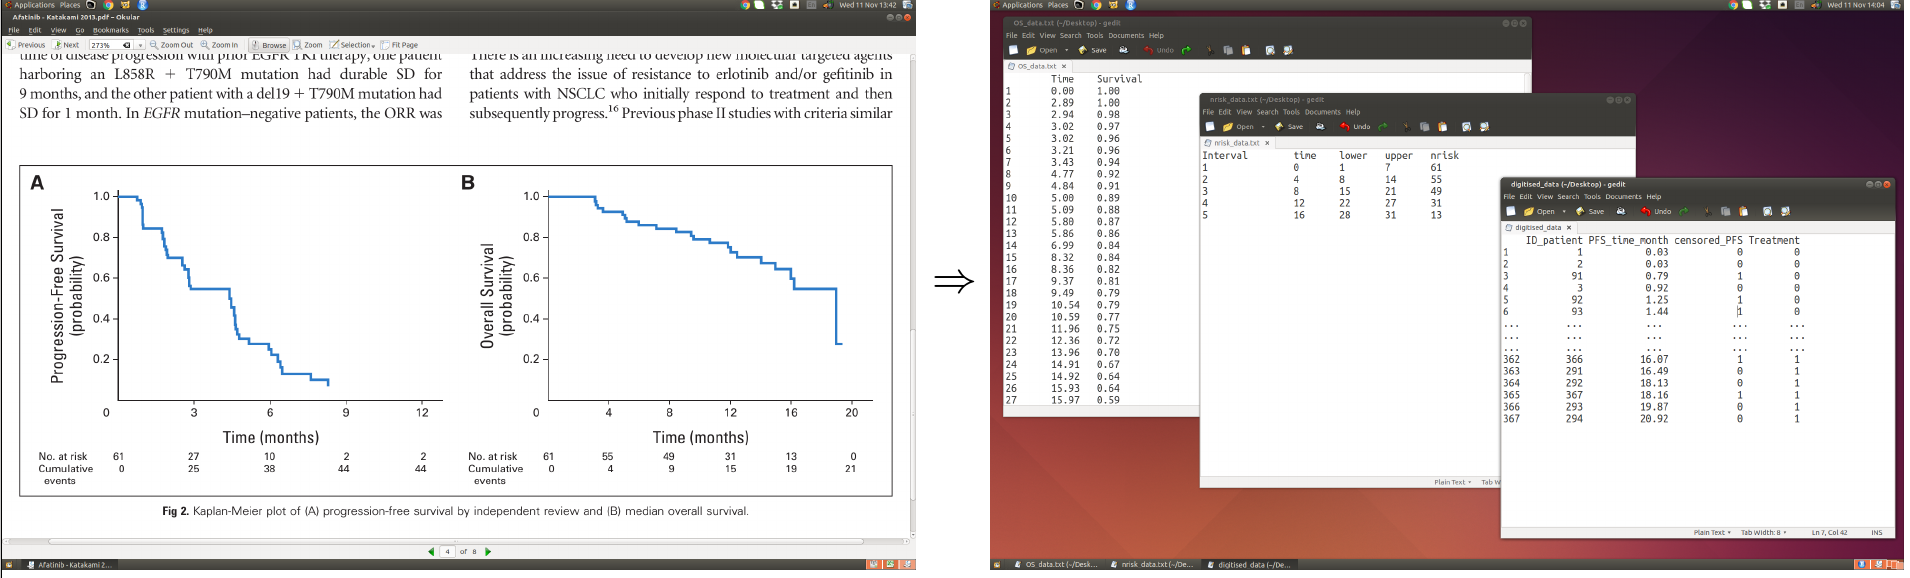 Applications Places
Wed 11 Nov 13:42
Afatinib - Katakami 2013.pdf – Okular
File Edit View Go Bookmarks Tools Settings Help
Previous Next 273% Zoom Out Zoom In Browse Zoom Selection Fit Page
time of disease progression with prior EGFR TKI therapy, one patient
harboring an L858R + T790M mutation had durable SD for
9 months, and the other patient with a del19 + T790M mutation had
SD for 1 month. In EGFR mutation–negative patients, the ORR was
There is an increasing need to develop new molecular targeted agents
that address the issue of resistance to erlotinib and/or gefitinib in
patients with NSCLC who initially respond to treatment and then
subsequently progress.16 Previous phase II studies with criteria similar
A
Progression-Free Survival
(probability)
1.0
0.8
0.6
0.4
0.2
0 3 6 9 12
Time (months)
No. at risk 61 27 10 2 2
Cumulative 0 25 38 44 44
events
B
Overall Survival
(probability)
1.0
0.8
0.6
0.4
0.2
0 4 8 12 16 20
Time (months)
No. at risk 61 55 49 31 13 0
Cumulative 0 4 9 15 19 21
events
Fig 2. Kaplan-Meier plot of (A) progression-free survival by independent review and (B) median overall survival.
4 of 8
Afatinib - Katakami 2...
⇒
Applications Places
Wed 11 Nov 14:04
OS_data.txt (~/Desktop) - gedit
File Edit View Search Tools Documents Help
Open Save Undo
OS_data.txt ×
Time Survival
1 0.00 1.00
2 2.89 1.00
3 2.94 0.98
4 3.02 0.97
5 3.02 0.96
6 3.21 0.96
7 3.43 0.94
8 4.77 0.92
9 4.84 0.91
10 5.00 0.89
11 5.09 0.88
12 5.80 0.87
13 5.86 0.86
14 6.99 0.84
15 8.32 0.84
16 8.36 0.82
17 9.37 0.81
18 9.49 0.79
19 10.54 0.79
20 10.59 0.77
21 11.96 0.75
22 12.36 0.72
23 13.96 0.70
24 14.91 0.67
25 14.92 0.64
26 15.93 0.64
27 15.97 0.59
nrisk_data.txt (~/Desktop) - gedit
File Edit View Search Tools Documents Help
Open Save Undo
nrisk_data.txt ×
Interval time lower upper nrisk
1 0 1 7 61
2 4 8 14 55
3 8 15 21 49
4 12 22 27 31
5 16 28 31 13
Plain Text Tab W
digitised_data (~/Desktop) - gedit
File Edit View Search Tools Documents Help
Open Save Undo
digitised_data ×
ID_patient PFS_time_month censored_PFS Treatment
1 1 0.03 0 0
2 2 0.03 0 0
3 91 0.79 1 0
4 3 0.92 0 0
5 92 1.25 1 0
6 93 1.44 1 0
... ... ... ... ...
... ... ... ... ...
... ... ... ... ...
362 366 16.07 1 1
363 291 16.49 0 1
364 292 18.13 0 1
365 367 18.16 1 1
366 293 19.87 0 1
367 294 20.92 0 1
Plain Text Tab Width: 8 Ln 7, Col 42 INS
OS_data.txt (~/Desk... nrisk_data.txt (~/De... digitised_data (~/De...